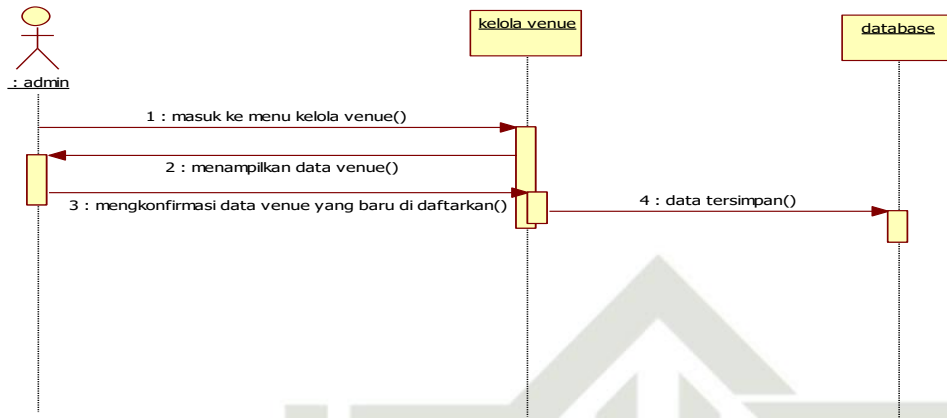 kelola venue
database
: admin
1 : masuk ke menu kelola venue()
2 : menampilkan data venue()
3 : mengkonfirmasi data venue yang baru di daftarkan()
4 : data tersimpan()